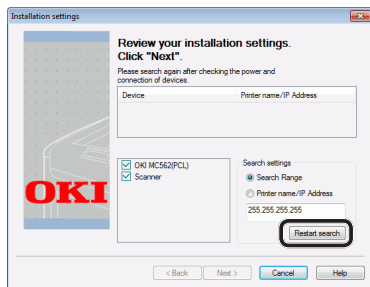 Installation settings
Review your installation settings.
Click "Next".
Please search again after checking the power and
connection of devices.
Device Printer name/IP Address
OKI MC562(PCL)
Scanner
Search settings
Search Range
Printer name/IP Address
255.255.255.255
Restart search
OKI
< Back Next > Cancel Help